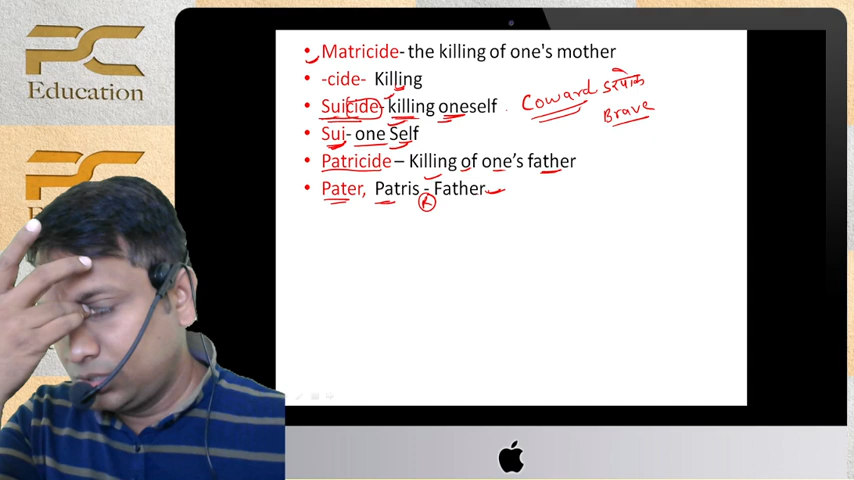 PC
Education
• Matricide- the killing of one's mother
• -cide- Killing
• Suicide- killing oneself
Coward डरपोक
Brave
• Sui- one Self
• Patricide – Killing of one's father
• Pater, Patris - Father